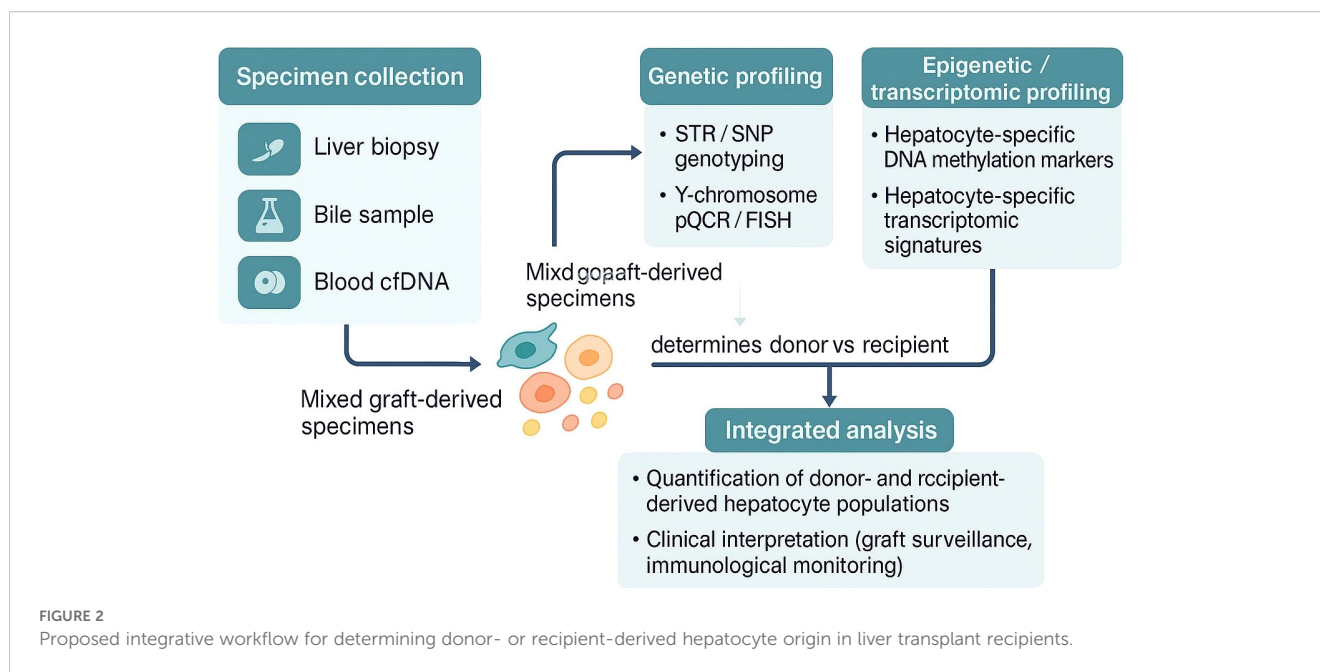 Specimen collection
Liver biopsy
Bile sample
Blood cfDNA
Mixed graft-derived
specimens
Genetic profiling
• STR / SNP
genotyping
• Y-chromosome
pQCR / FISH
Epigenetic /
transcriptomic profiling
• Hepatocyte-specific
DNA methylation markers
• Hepatocyte-specific
transcriptomic
signatures
Mixd gopaft-derived
specimens
determines donor vs recipient
Integrated analysis
• Quantification of donor- and rccipient-
derived hepatocyte populations
• Clinical interpretation (graft surveillance,
immunological monitoring)
FIGURE 2
Proposed integrative workflow for determining donor- or recipient-derived hepatocyte origin in liver transplant recipients.